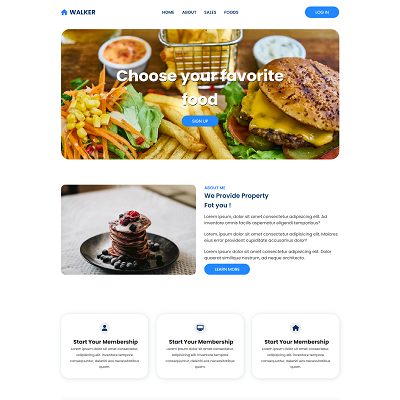 WALKER
HOME ABOUT SALES FOODS
LOG IN
Choose your favorite
food
SIGN UP
ABOUT ME
We Provide Property
Fot you !
Lorem ipsum, dolor sit amet consectetur adipisicing elit. Ad
inventore omnis facilis aspernatur eligendi temporibus?
Lorem, ipsum dolor sit amet consectetur adipisicing elit. Maiores
eius error provident cupiditate accusamus dolor?
Lorem ipsum, dolor sit amet consectetur adipisicing elit. Dolor
quaerat similique nostrum, ad neque architecto.
LEARN MORE
Start Your Membership
Lorem ipsum dolor sit amet consectetur,
adipisicing elit. Inventore tempore,
consequuntur, deleniti eos necessitatibus
quam.
Start Your Membership
Lorem ipsum dolor sit amet consectetur,
adipisicing elit. Inventore tempore,
consequuntur, deleniti eos necessitatibus
quam.
Start Your Membership
Lorem ipsum dolor sit amet consectetur,
adipisicing elit. Inventore tempore,
consequuntur, deleniti eos necessitatibus
quam.